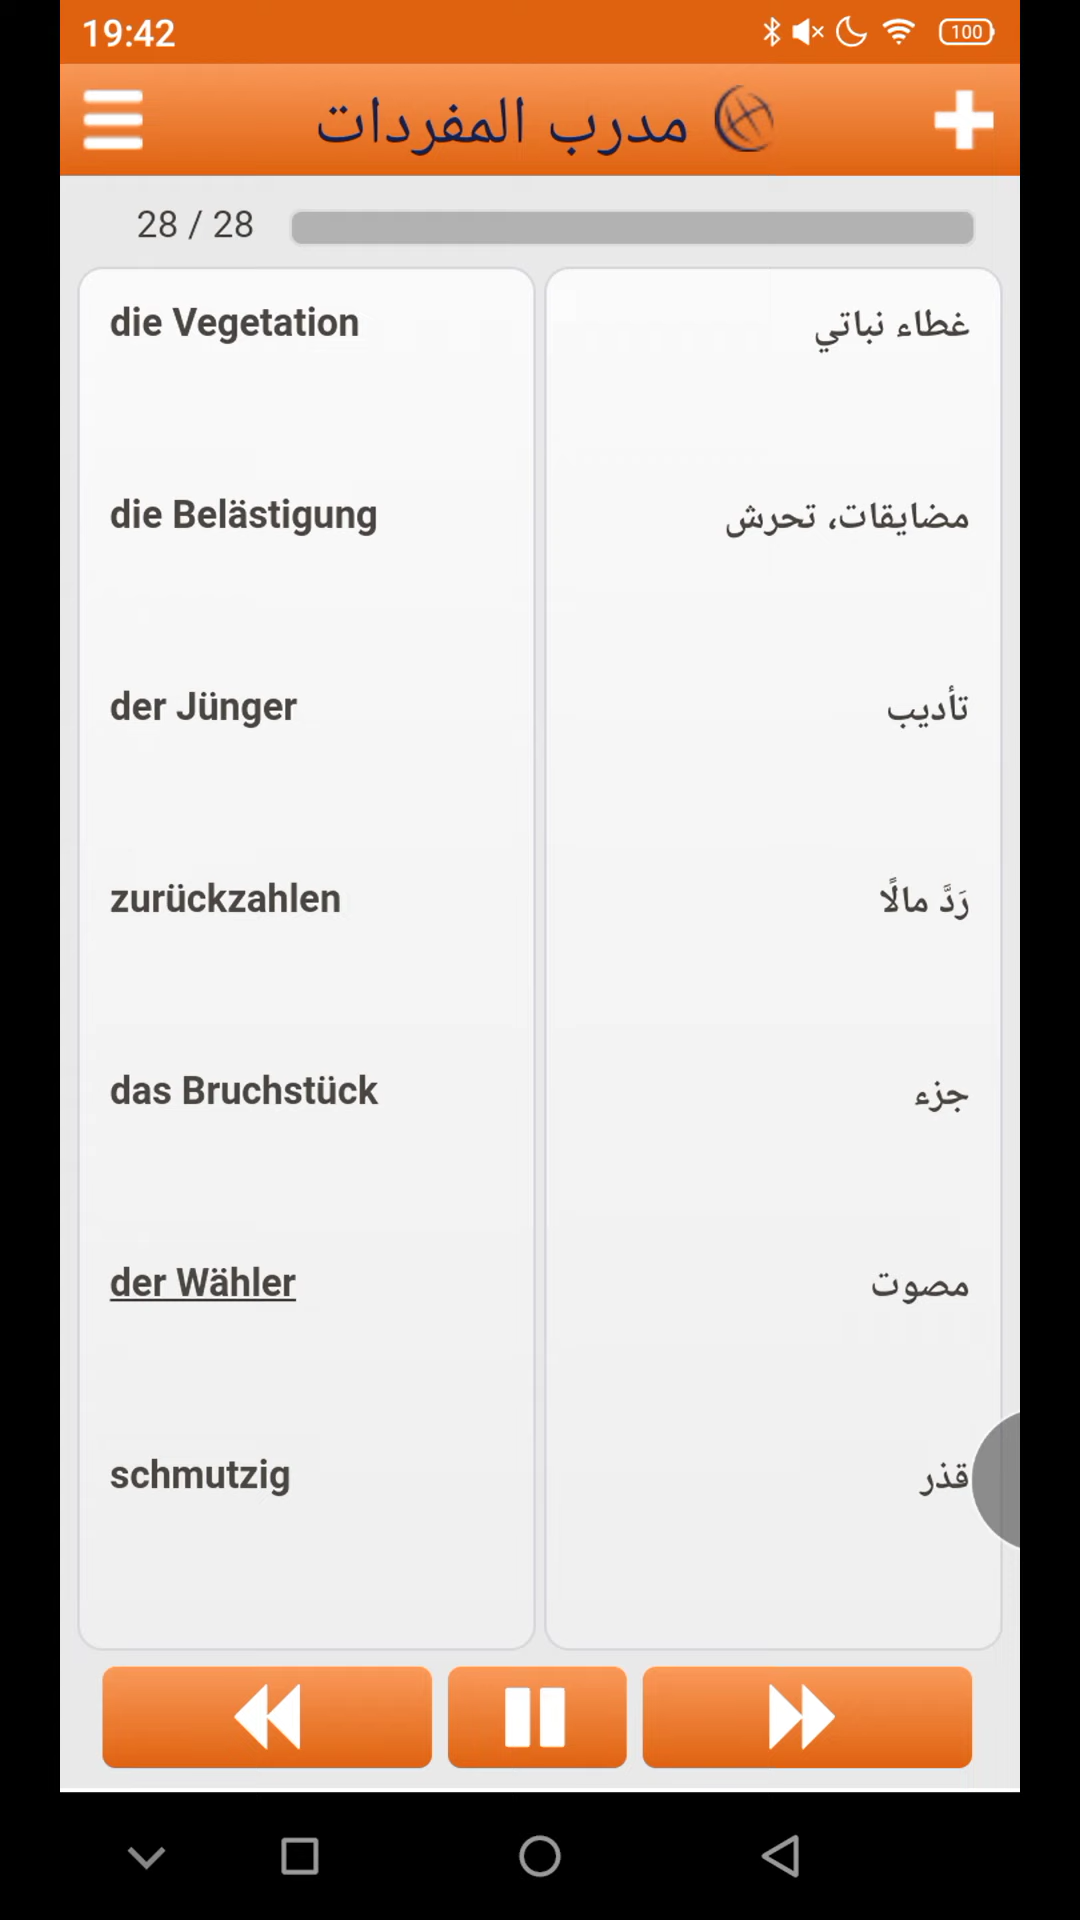 19:42
100
مدرب المفردات
28 / 28
die Vegetation
غطاء نباتي
die Belästigung
مضايقات، تحرش
der Jünger
تأديب
zurückzahlen
رَدَّ مالًا
das Bruchstück
جزء
der Wähler
مصوت
schmutzig
قذر